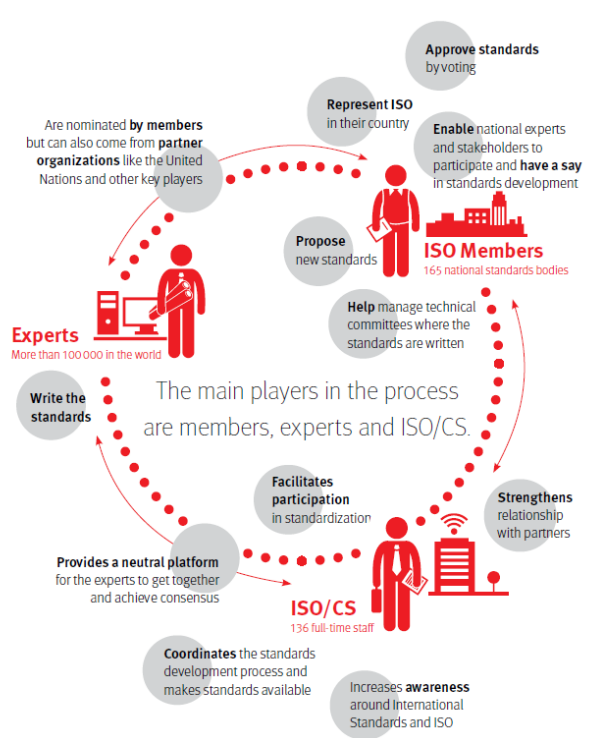 Approve standards
by voting
Represent ISO
in their country
Are nominated by members
but can also come from partner
organizations like the United
Nations and other key players
Enable national experts
and stakeholders to
participate and have a say
in standards development
Propose
new standards
ISO Members
165 national standards bodies
Help manage technical
committees where the
standards are written
Experts
More than 100 000 in the world
The main players in the process
are members, experts and ISO/CS.
Write the
standards
Facilitates
participation
in standardization
Strengthens
relationship
with partners
Provides a neutral platform
for the experts to get together
and achieve consensus
ISO/CS
136 full-time staff
Coordinates the standards
development process and
makes standards available
Increases awareness
around International
Standards and ISO